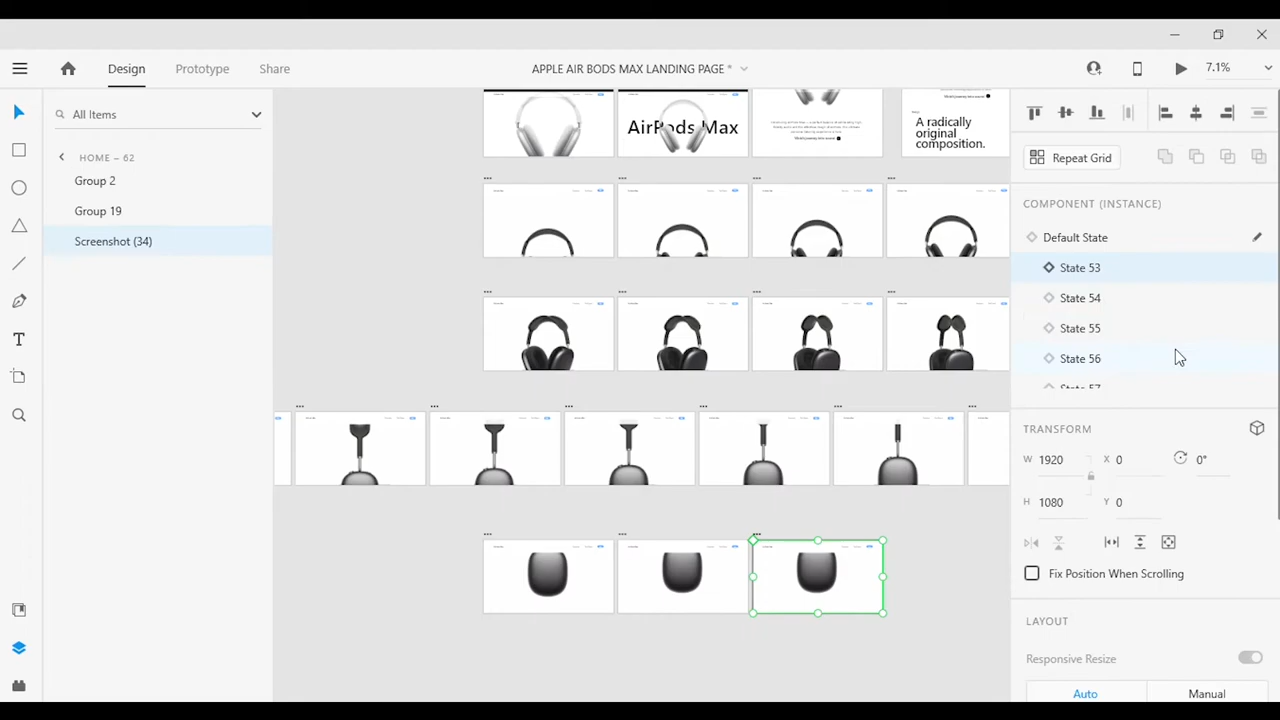 Design
Prototype
Share
APPLE AIR BODS MAX LANDING PAGE *
7.1%
All Items
HOME – 62
Group 2
Group 19
Screenshot (34)
AirPods Max
A radically
original
composition.
Repeat Grid
COMPONENT (INSTANCE)
Default State
State 53
State 54
State 55
State 56
State 57
TRANSFORM
W 1920 X 0 0°
H 1080 Y 0
Fix Position When Scrolling
LAYOUT
Responsive Resize
Auto Manual